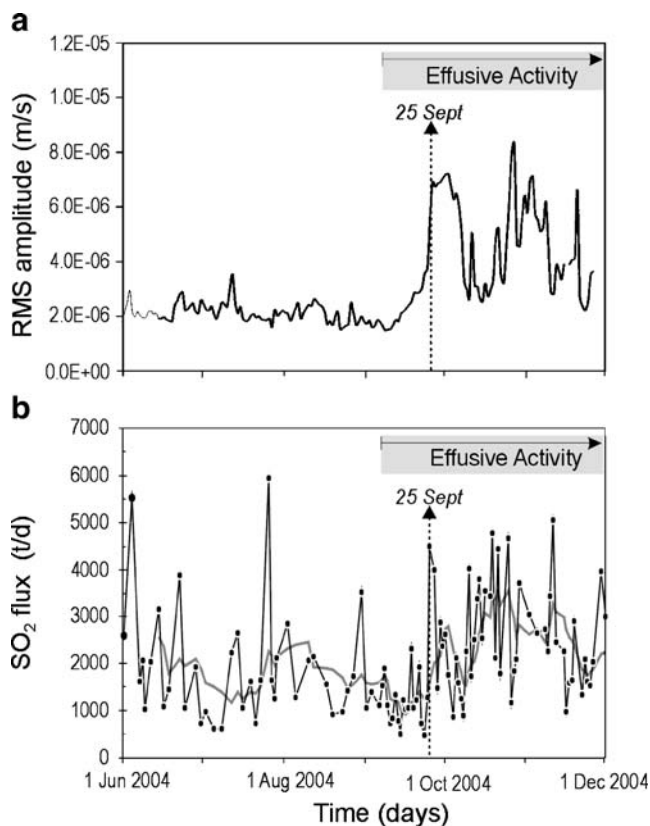 a
1.2E-05
1.0E-05
8.0E-06
6.0E-06
4.0E-06
2.0E-06
0.0E+00
RMS amplitude (m/s)
Effusive Activity
25 Sept
b
7000
6000
5000
4000
3000
2000
1000
0
SO₂ flux (t/d)
Effusive Activity
25 Sept
1 Jun 2004
1 Aug 2004
1 Oct 2004
1 Dec 2004
Time (days)